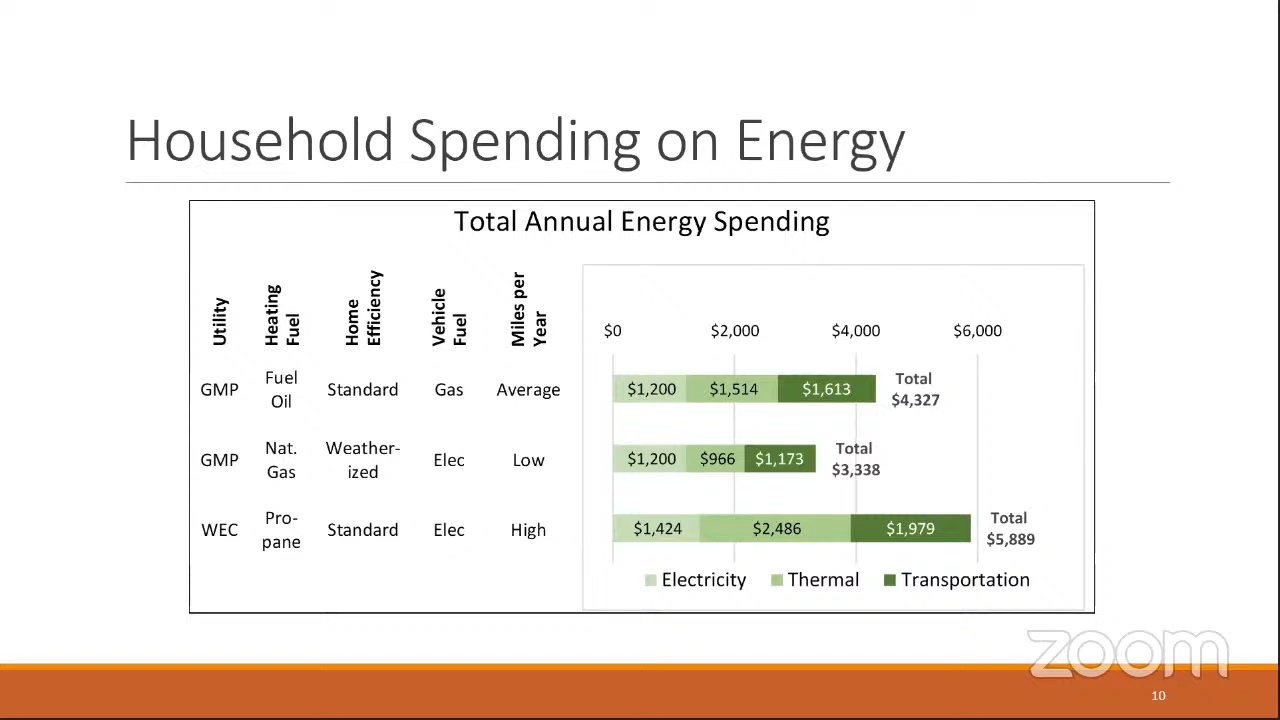 Household Spending on Energy
Total Annual Energy Spending
Utility
Heating
Fuel
Home
Efficiency
Vehicle
Fuel
Miles per
Year
$0 $2,000 $4,000 $6,000
GMP
Fuel
Oil
Standard
Gas
Average
$1,200 $1,514 $1,613
Total
$4,327
GMP
Nat.
Gas
Weather-
ized
Elec
Low
$1,200 $966 $1,173
Total
$3,338
WEC
Pro-
pane
Standard
Elec
High
$1,424 $2,486 $1,979
Total
$5,889
Electricity Thermal Transportation
zoom
10